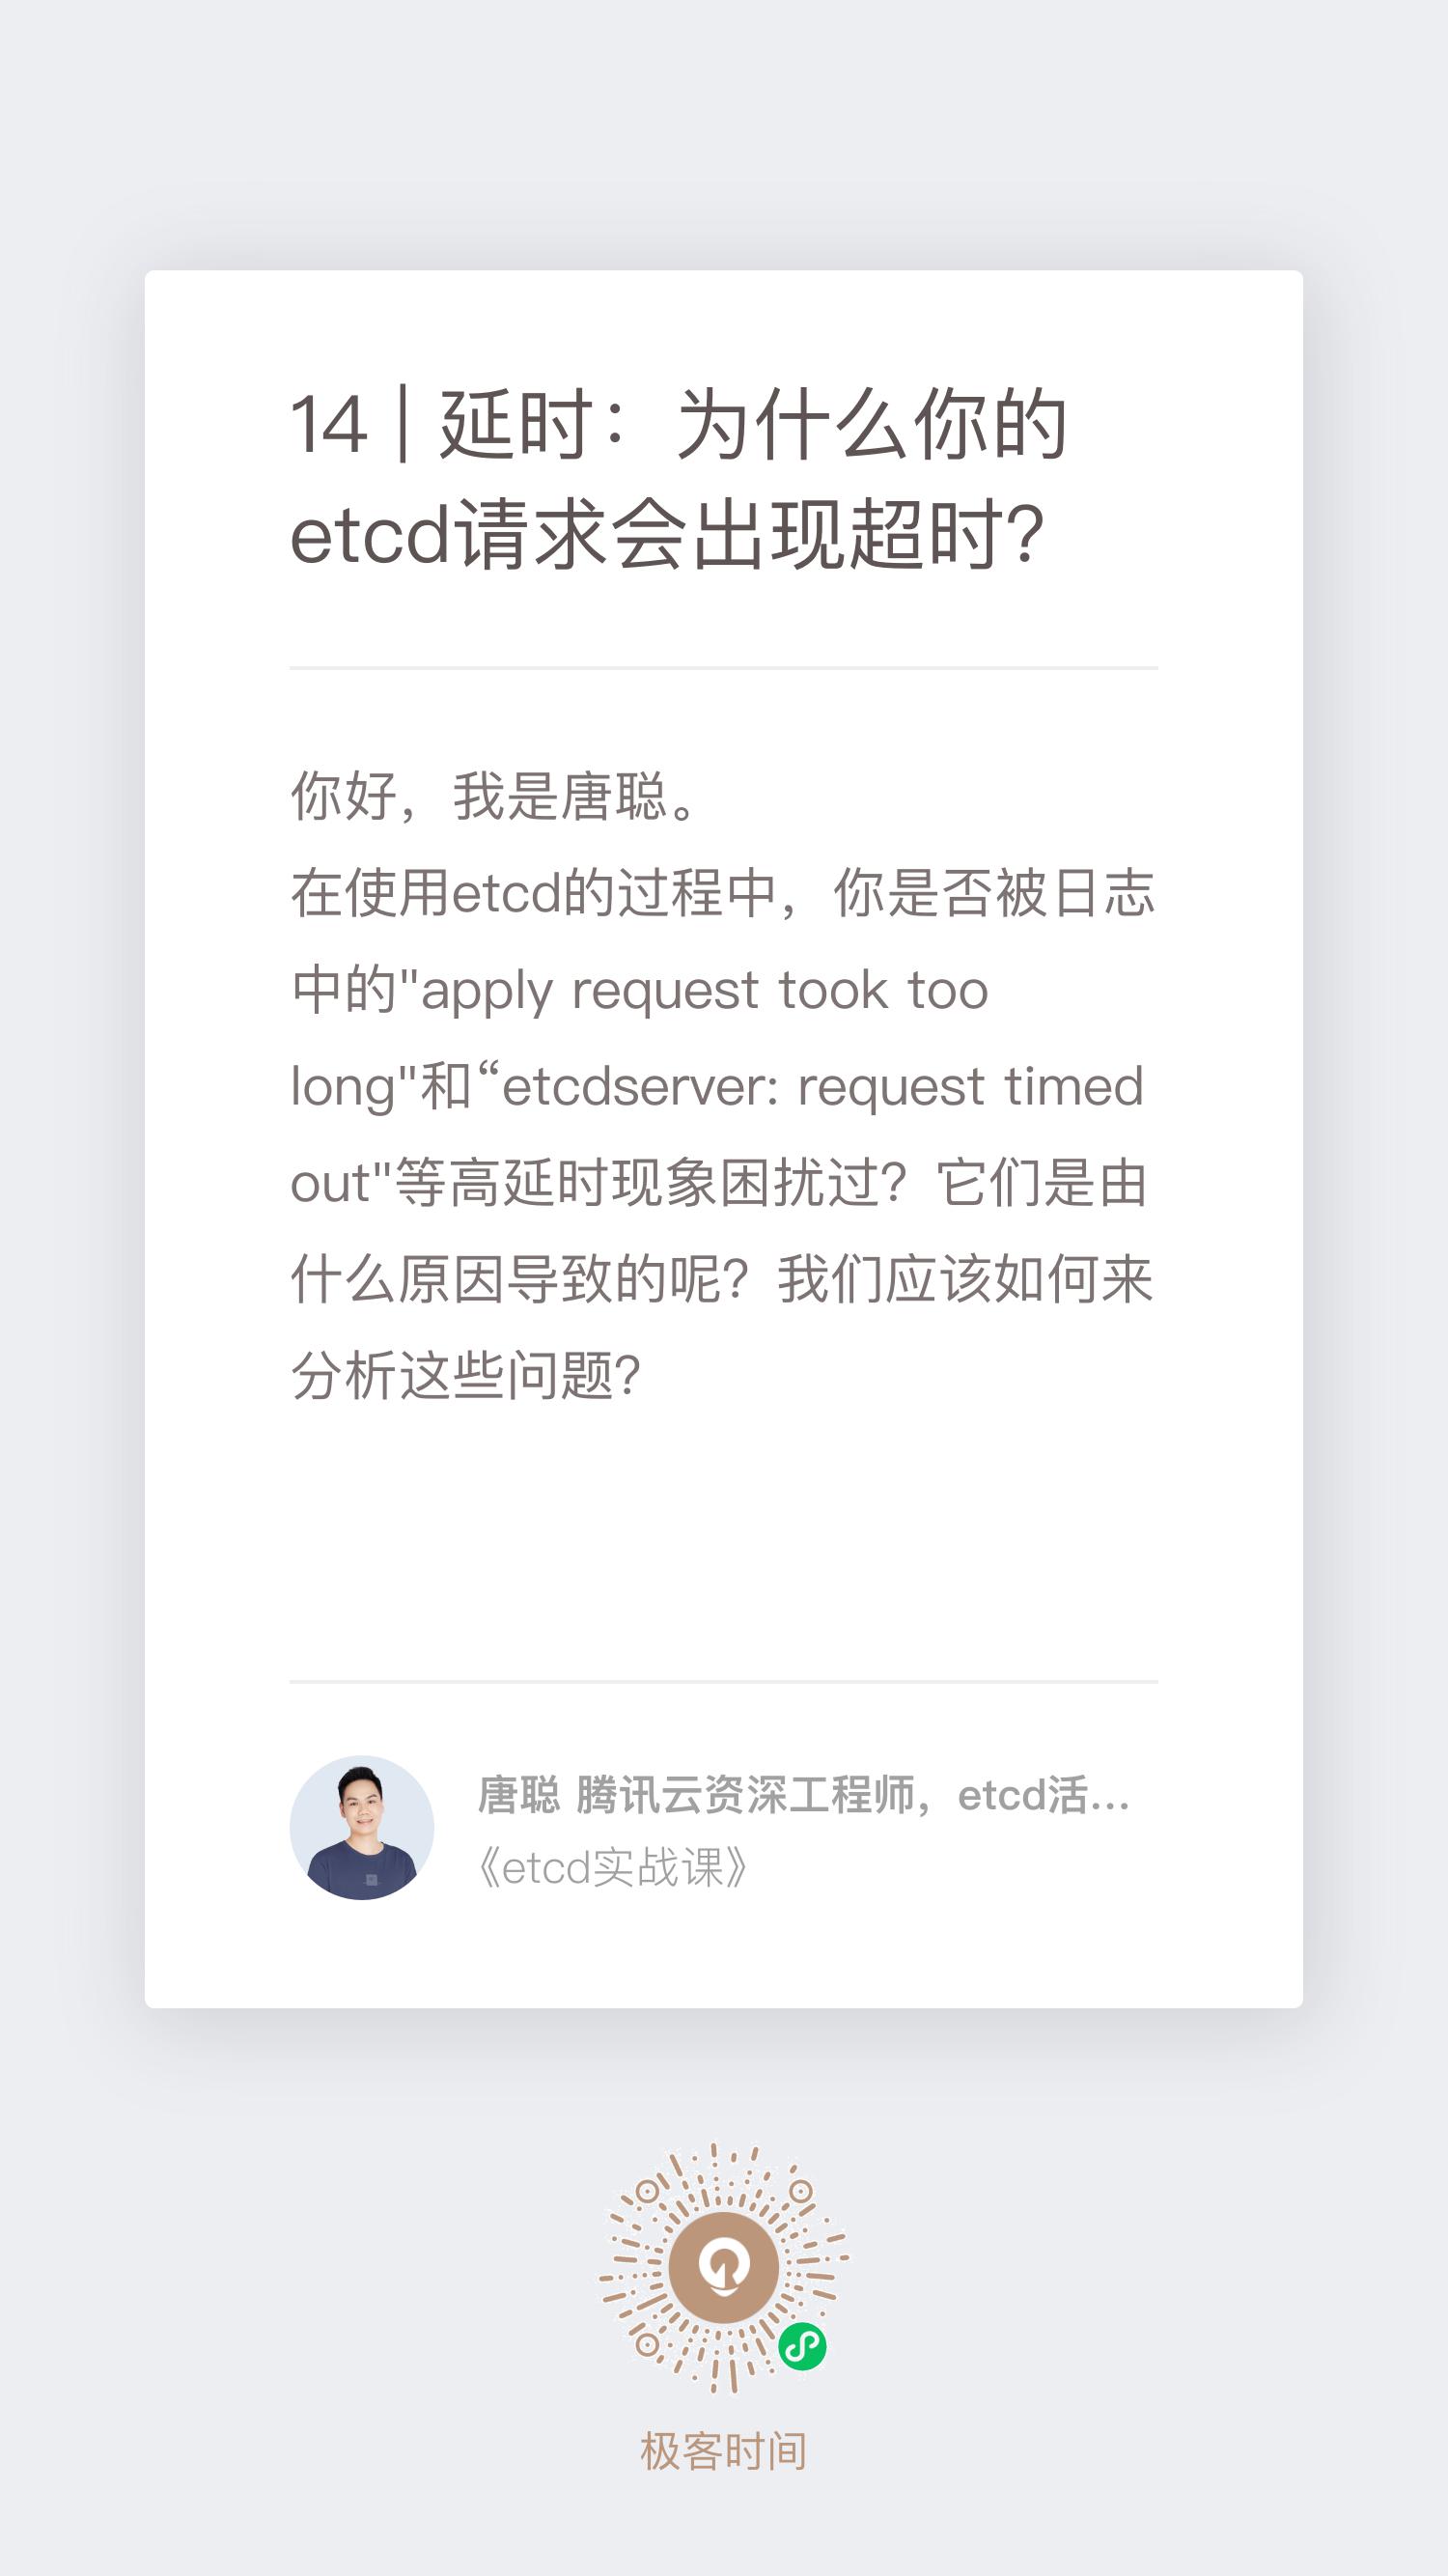 14 | 延时：为什么你的
etcd请求会出现超时？
你好，我是唐聪。
在使用etcd的过程中，你是否被日志
中的"apply request took too
long"和“etcdserver: request timed
out"等高延时现象困扰过？它们是由
什么原因导致的呢？我们应该如何来
分析这些问题？
唐聪 腾讯云资深工程师，etcd活...
《etcd实战课》
极客时间